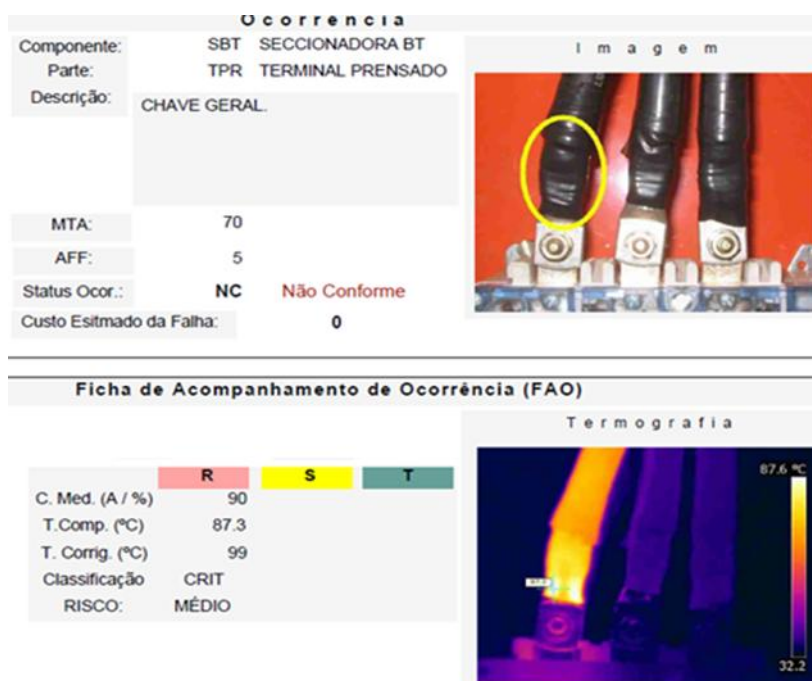 Ocorrência
Componente: SBT SECCIONADORA BT
Parte: TPR TERMINAL PRENSADO
Descrição: CHAVE GERAL.
Imagem
MTA: 70
AFF: 5
Status Ocor.: NC Não Conforme
Custo Esitmado da Falha: 0
Ficha de Acompanhamento de Ocorrência (FAO)
Termografia
R S T
C. Med. (A / %) 90
T.Comp. (ºC) 87.3
T. Corrig. (ºC) 99
Classificação CRIT
RISCO: MÉDIO
87.6 ºC
32.2